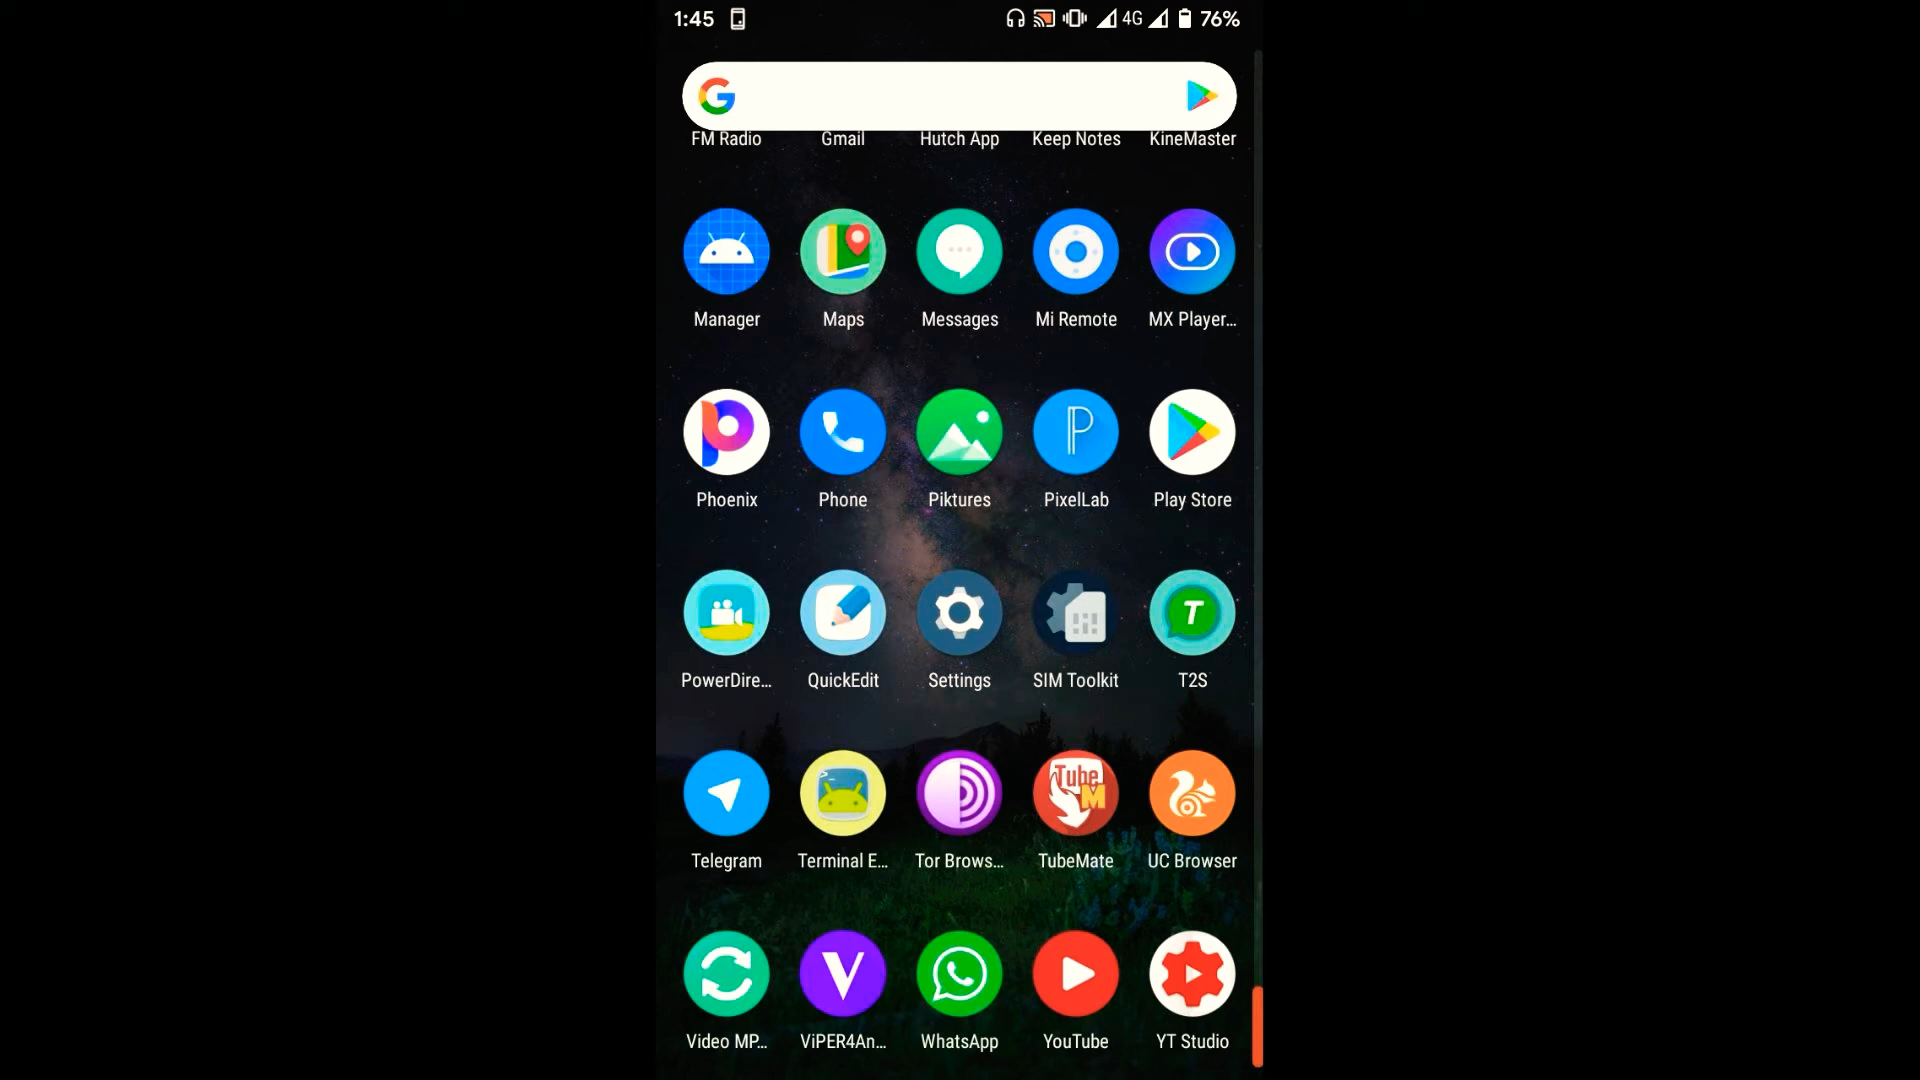 1:45 4G 76%
G
FM Radio Gmail Hutch App Keep Notes KineMaster
Manager Maps Messages Mi Remote MX Player...
P
Phoenix Phone Piktures PixelLab Play Store
T
PowerDire... QuickEdit Settings SIM Toolkit T2S
Tube
M
Telegram Terminal E... Tor Brows... TubeMate UC Browser
V
Video MP... ViPER4An... WhatsApp YouTube YT Studio